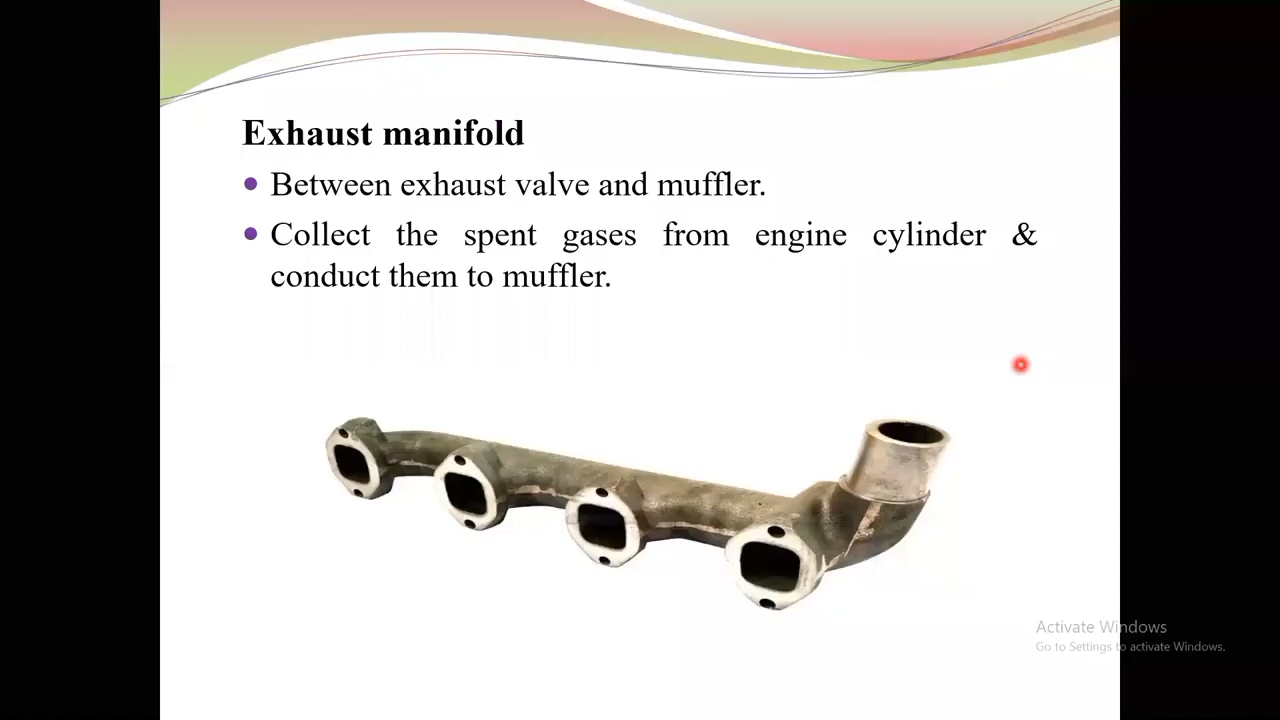 Exhaust manifold
Between exhaust valve and muffler.
Collect the spent gases from engine cylinder &
conduct them to muffler.
Activate Windows
Go to Settings to activate Windows.